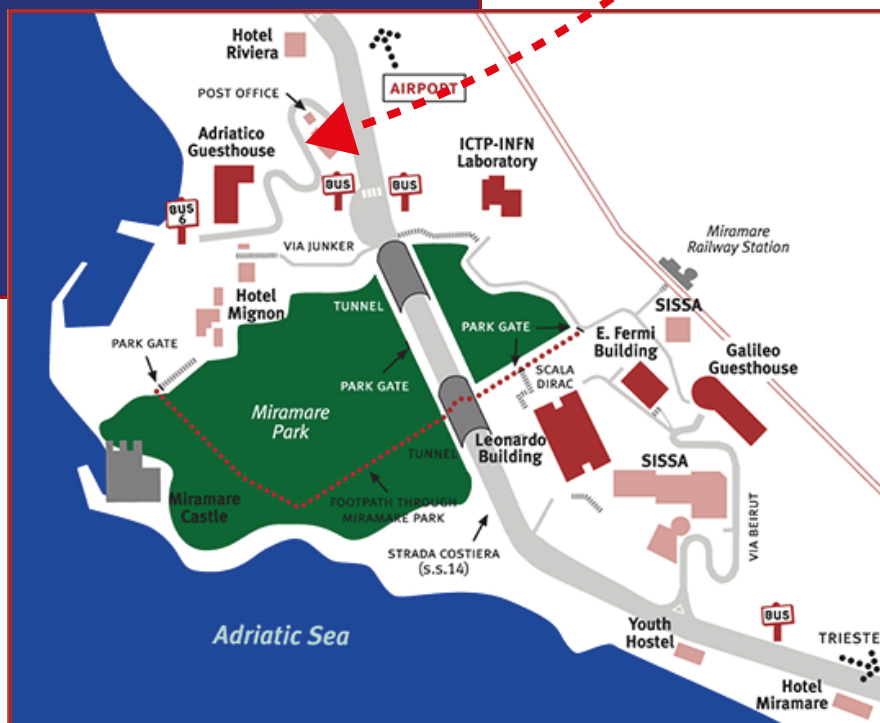 Hotel
Riviera
POST OFFICE
AIRPORT
Adriatico
Guesthouse
ICTP-INFN
Laboratory
BUS
BUS
BUS
6
VIA JUNKER
Miramare
Railway Station
Hotel
Mignon
TUNNEL
SISSA
PARK GATE
E. Fermi
Building
PARK GATE
Galileo
Guesthouse
SCALA
DIRAC
PARK GATE
Miramare
Park
Leonardo
Building
TUNNEL
SISSA
Miramare
Castle
FOOTPATH THROUGH
MIRAMARE PARK
VIA BEIRUT
STRADA COSTIERA
(s.s.14)
Adriatic Sea
BUS
Youth
Hostel
TRIESTE
Hotel
Miramare